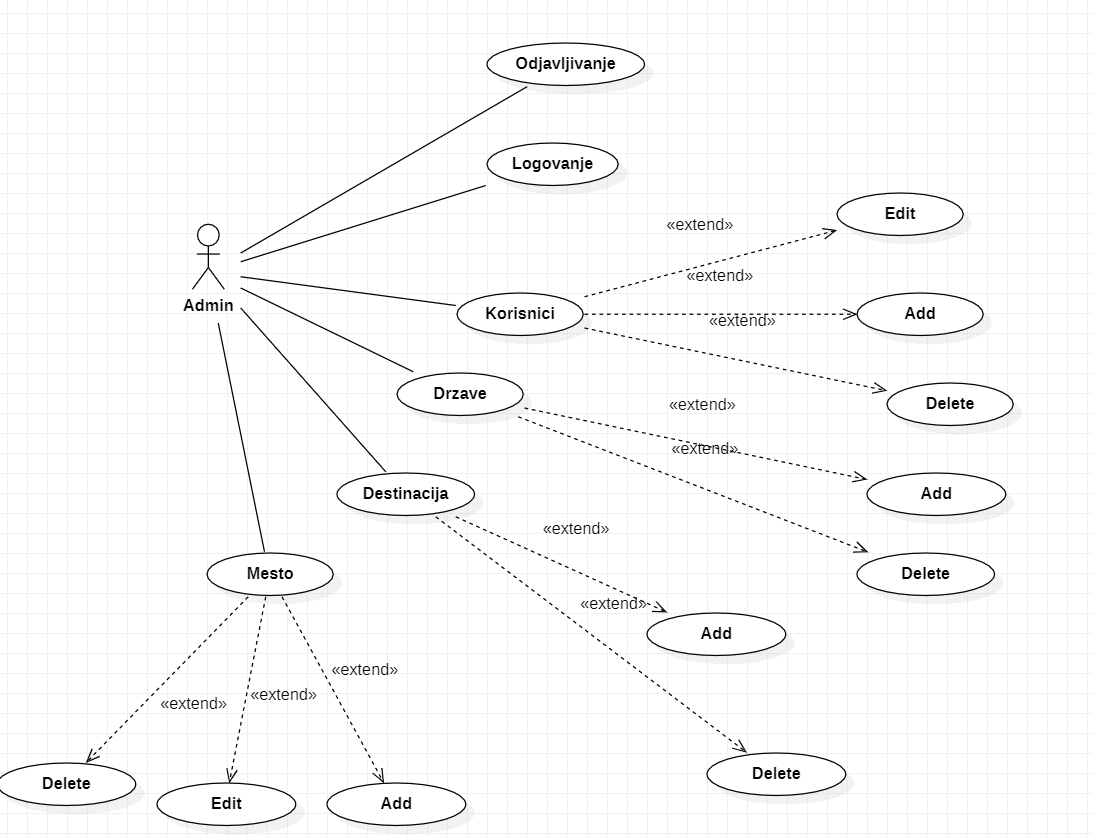 Odjavljivanje
Logovanje
Edit
«extend»
«extend»
Admin
Korisnici
Add
«extend»
Drzave
Delete
«extend»
«extend»
Destinacija
Add
«extend»
Mesto
Delete
«extend»
Add
«extend»
«extend»
«extend»
Delete
Delete
Edit
Add